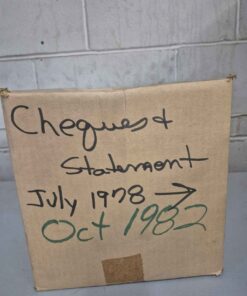 Cheques &
Statement
July 1978 →
Oct 1982